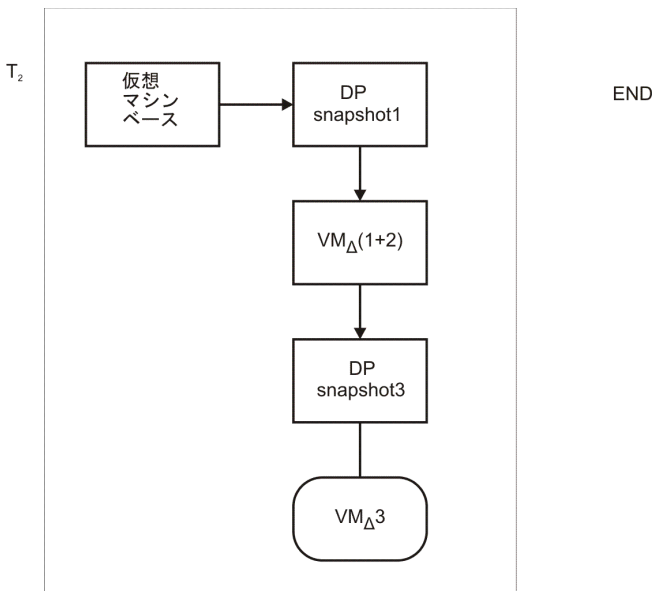 T₂
仮想
マシン
ベース
DP
snapshot1
END
VMΔ(1+2)
DP
snapshot3
VMΔ3